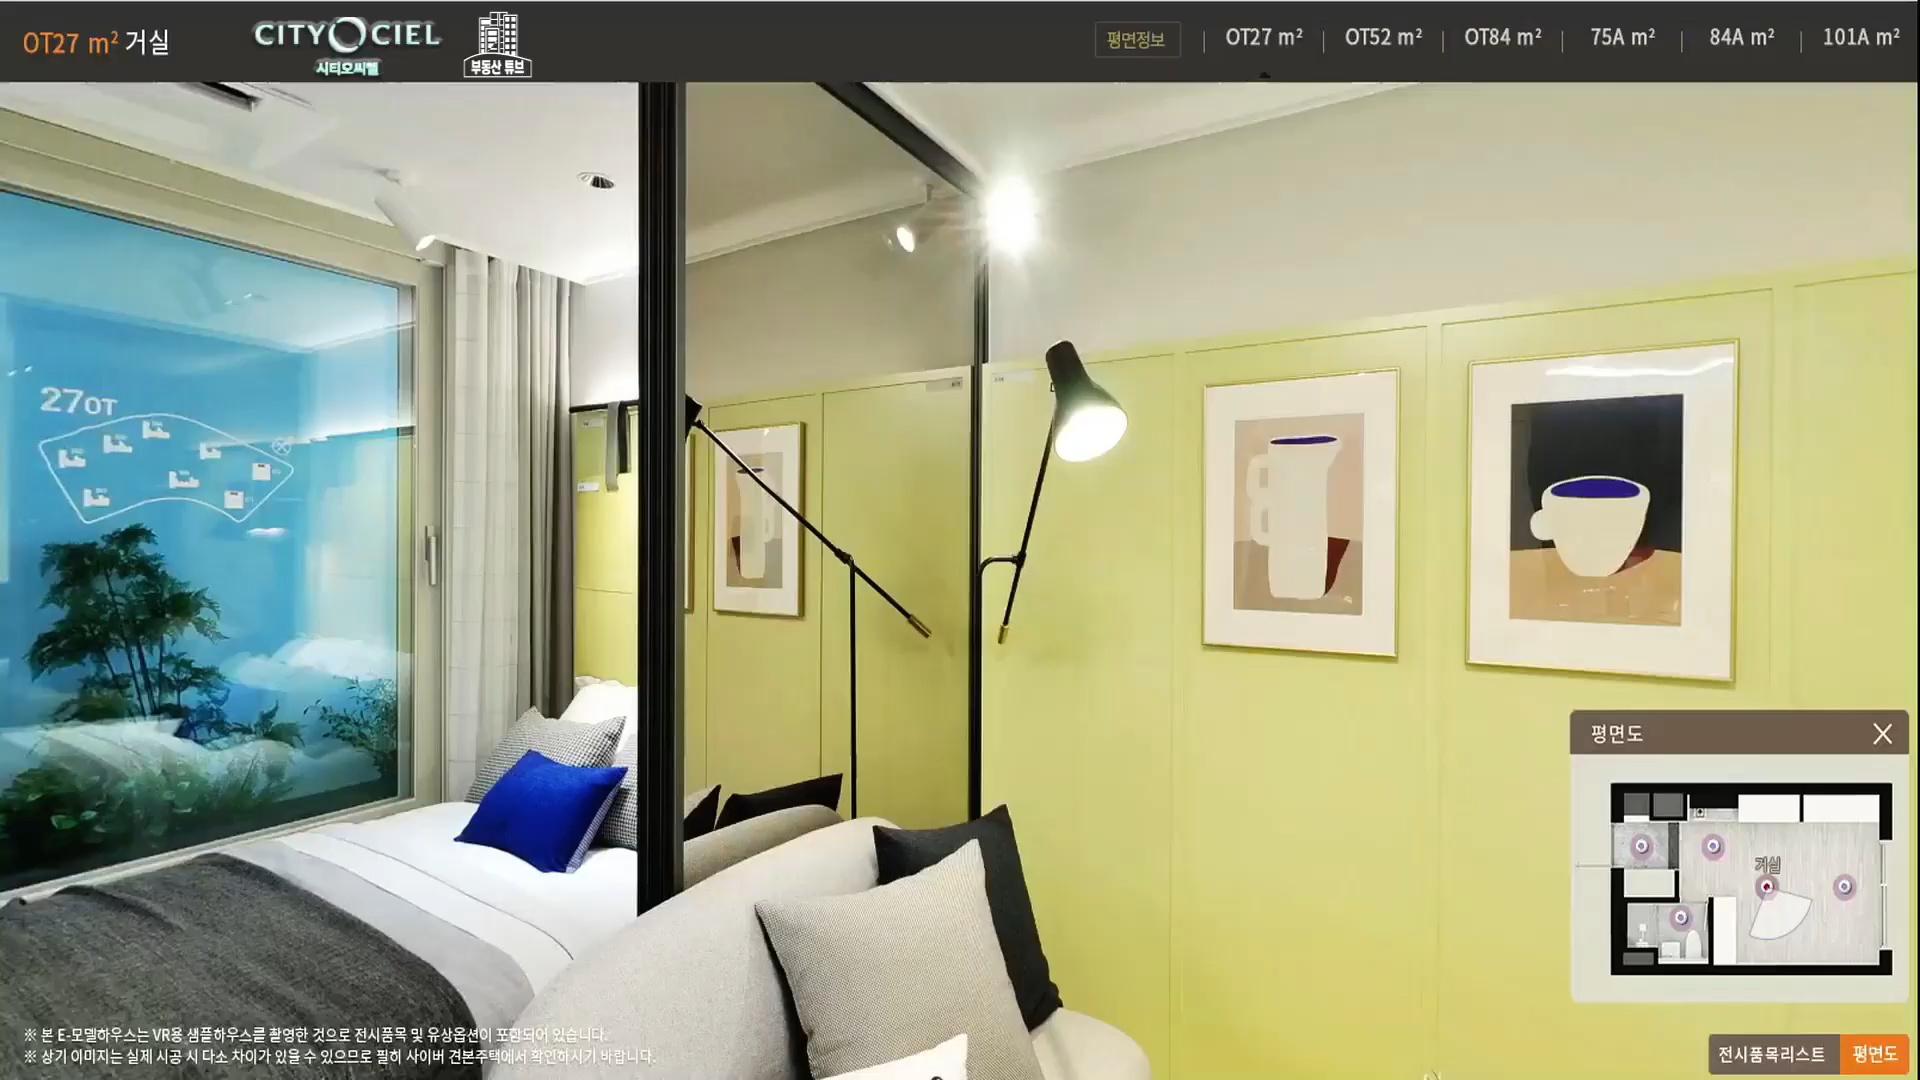 OT27 m² 거실
CITY O CIEL
시티오씨엘
부동산 튜브
평면정보
OT27 m²
OT52 m²
OT84 m²
75A m²
84A m²
101A m²
27OT
평면도
거실
※ 본 E-모델하우스는 VR용 샘플하우스를 촬영한 것으로 전시품목 및 유상옵션이 포함되어 있습니다.
※ 상기 이미지는 실제 시공 시 다소 차이가 있을 수 있으므로 필히 사이버 견본주택에서 확인하시기 바랍니다.
전시품목리스트
평면도